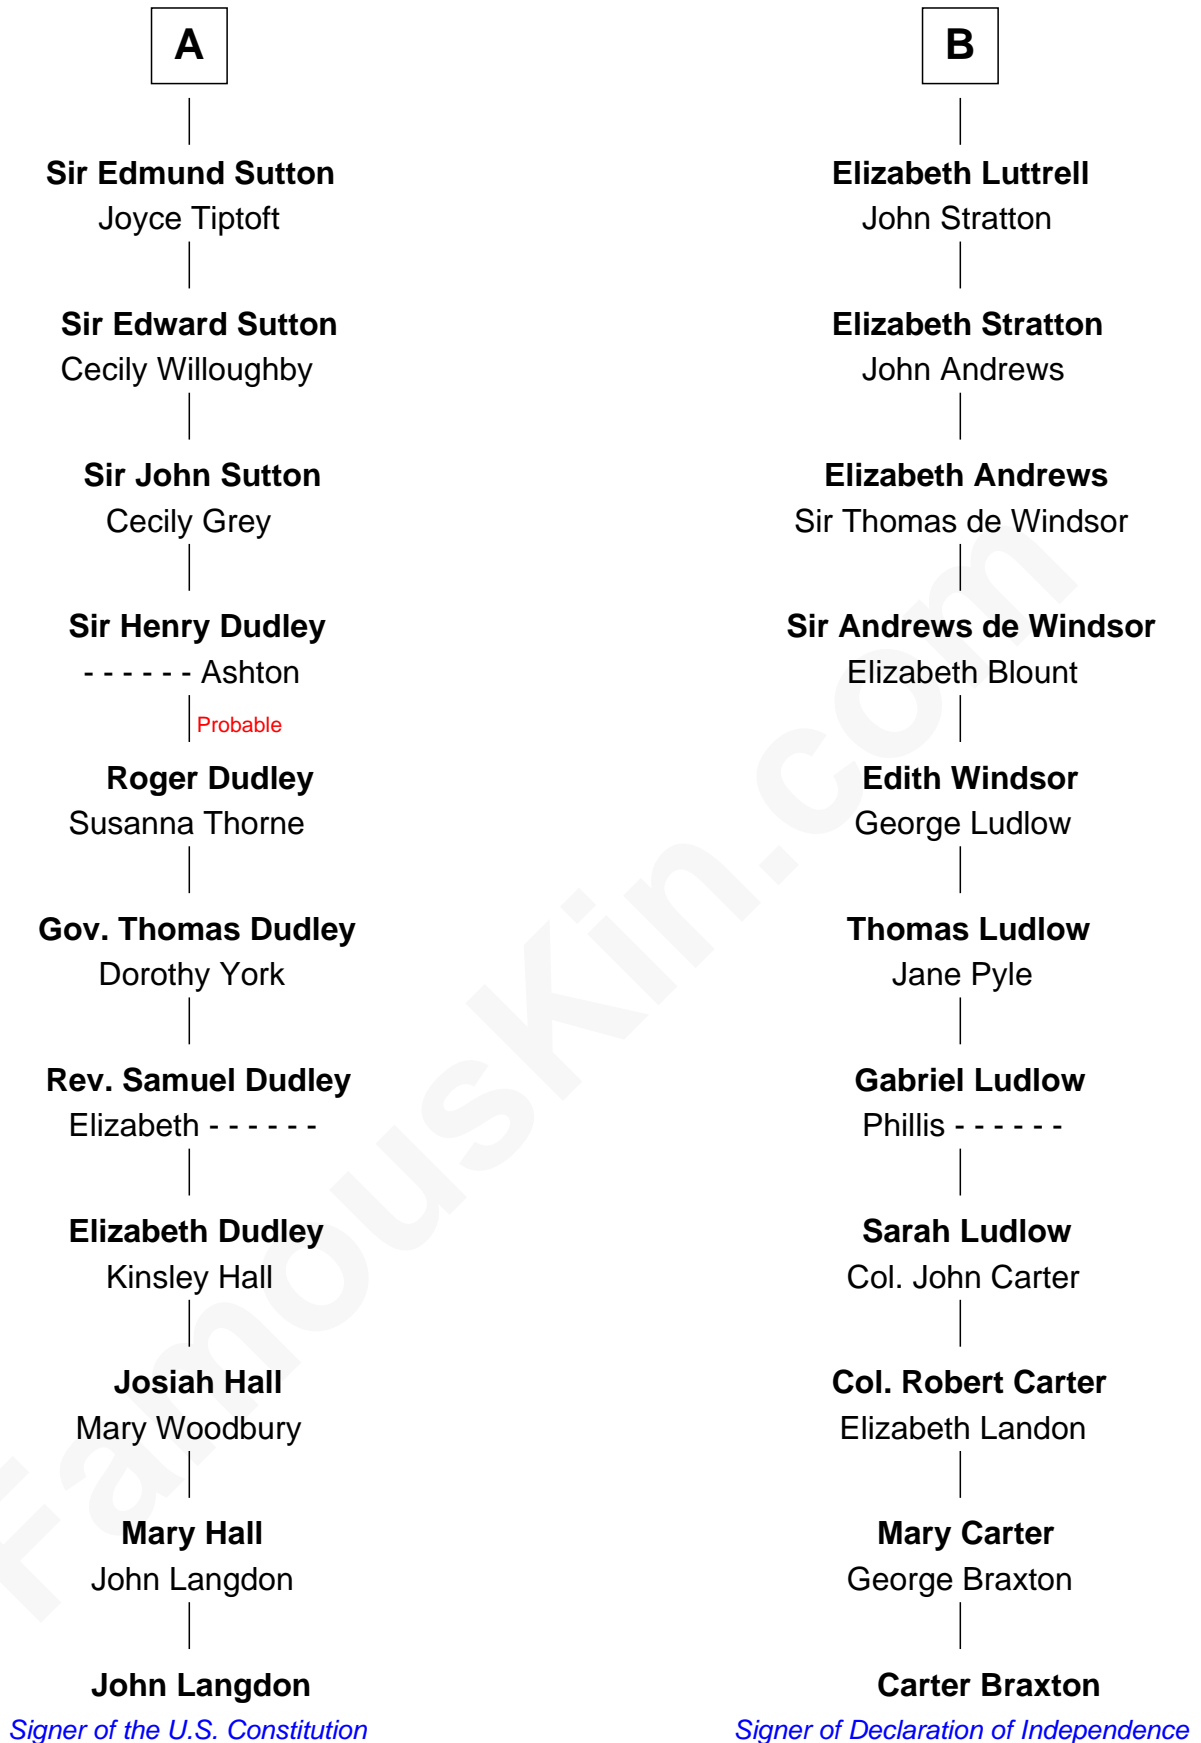 A
Sir Edmund Sutton
Joyce Tiptoft
Sir Edward Sutton
Cecily Willoughby
Sir John Sutton
Cecily Grey
Sir Henry Dudley
- - - - - - Ashton
Probable
Roger Dudley
Susanna Thorne
Gov. Thomas Dudley
Dorothy York
Rev. Samuel Dudley
Elizabeth - - - - - -
Elizabeth Dudley
Kinsley Hall
Josiah Hall
Mary Woodbury
Mary Hall
John Langdon
John Langdon
Signer of the U.S. Constitution
B
Elizabeth Luttrell
John Stratton
Elizabeth Stratton
John Andrews
Elizabeth Andrews
Sir Thomas de Windsor
Sir Andrews de Windsor
Elizabeth Blount
Edith Windsor
George Ludlow
Thomas Ludlow
Jane Pyle
Gabriel Ludlow
Phillis - - - - - -
Sarah Ludlow
Col. John Carter
Col. Robert Carter
Elizabeth Landon
Mary Carter
George Braxton
Carter Braxton
Signer of Declaration of Independence
FamousKin.com